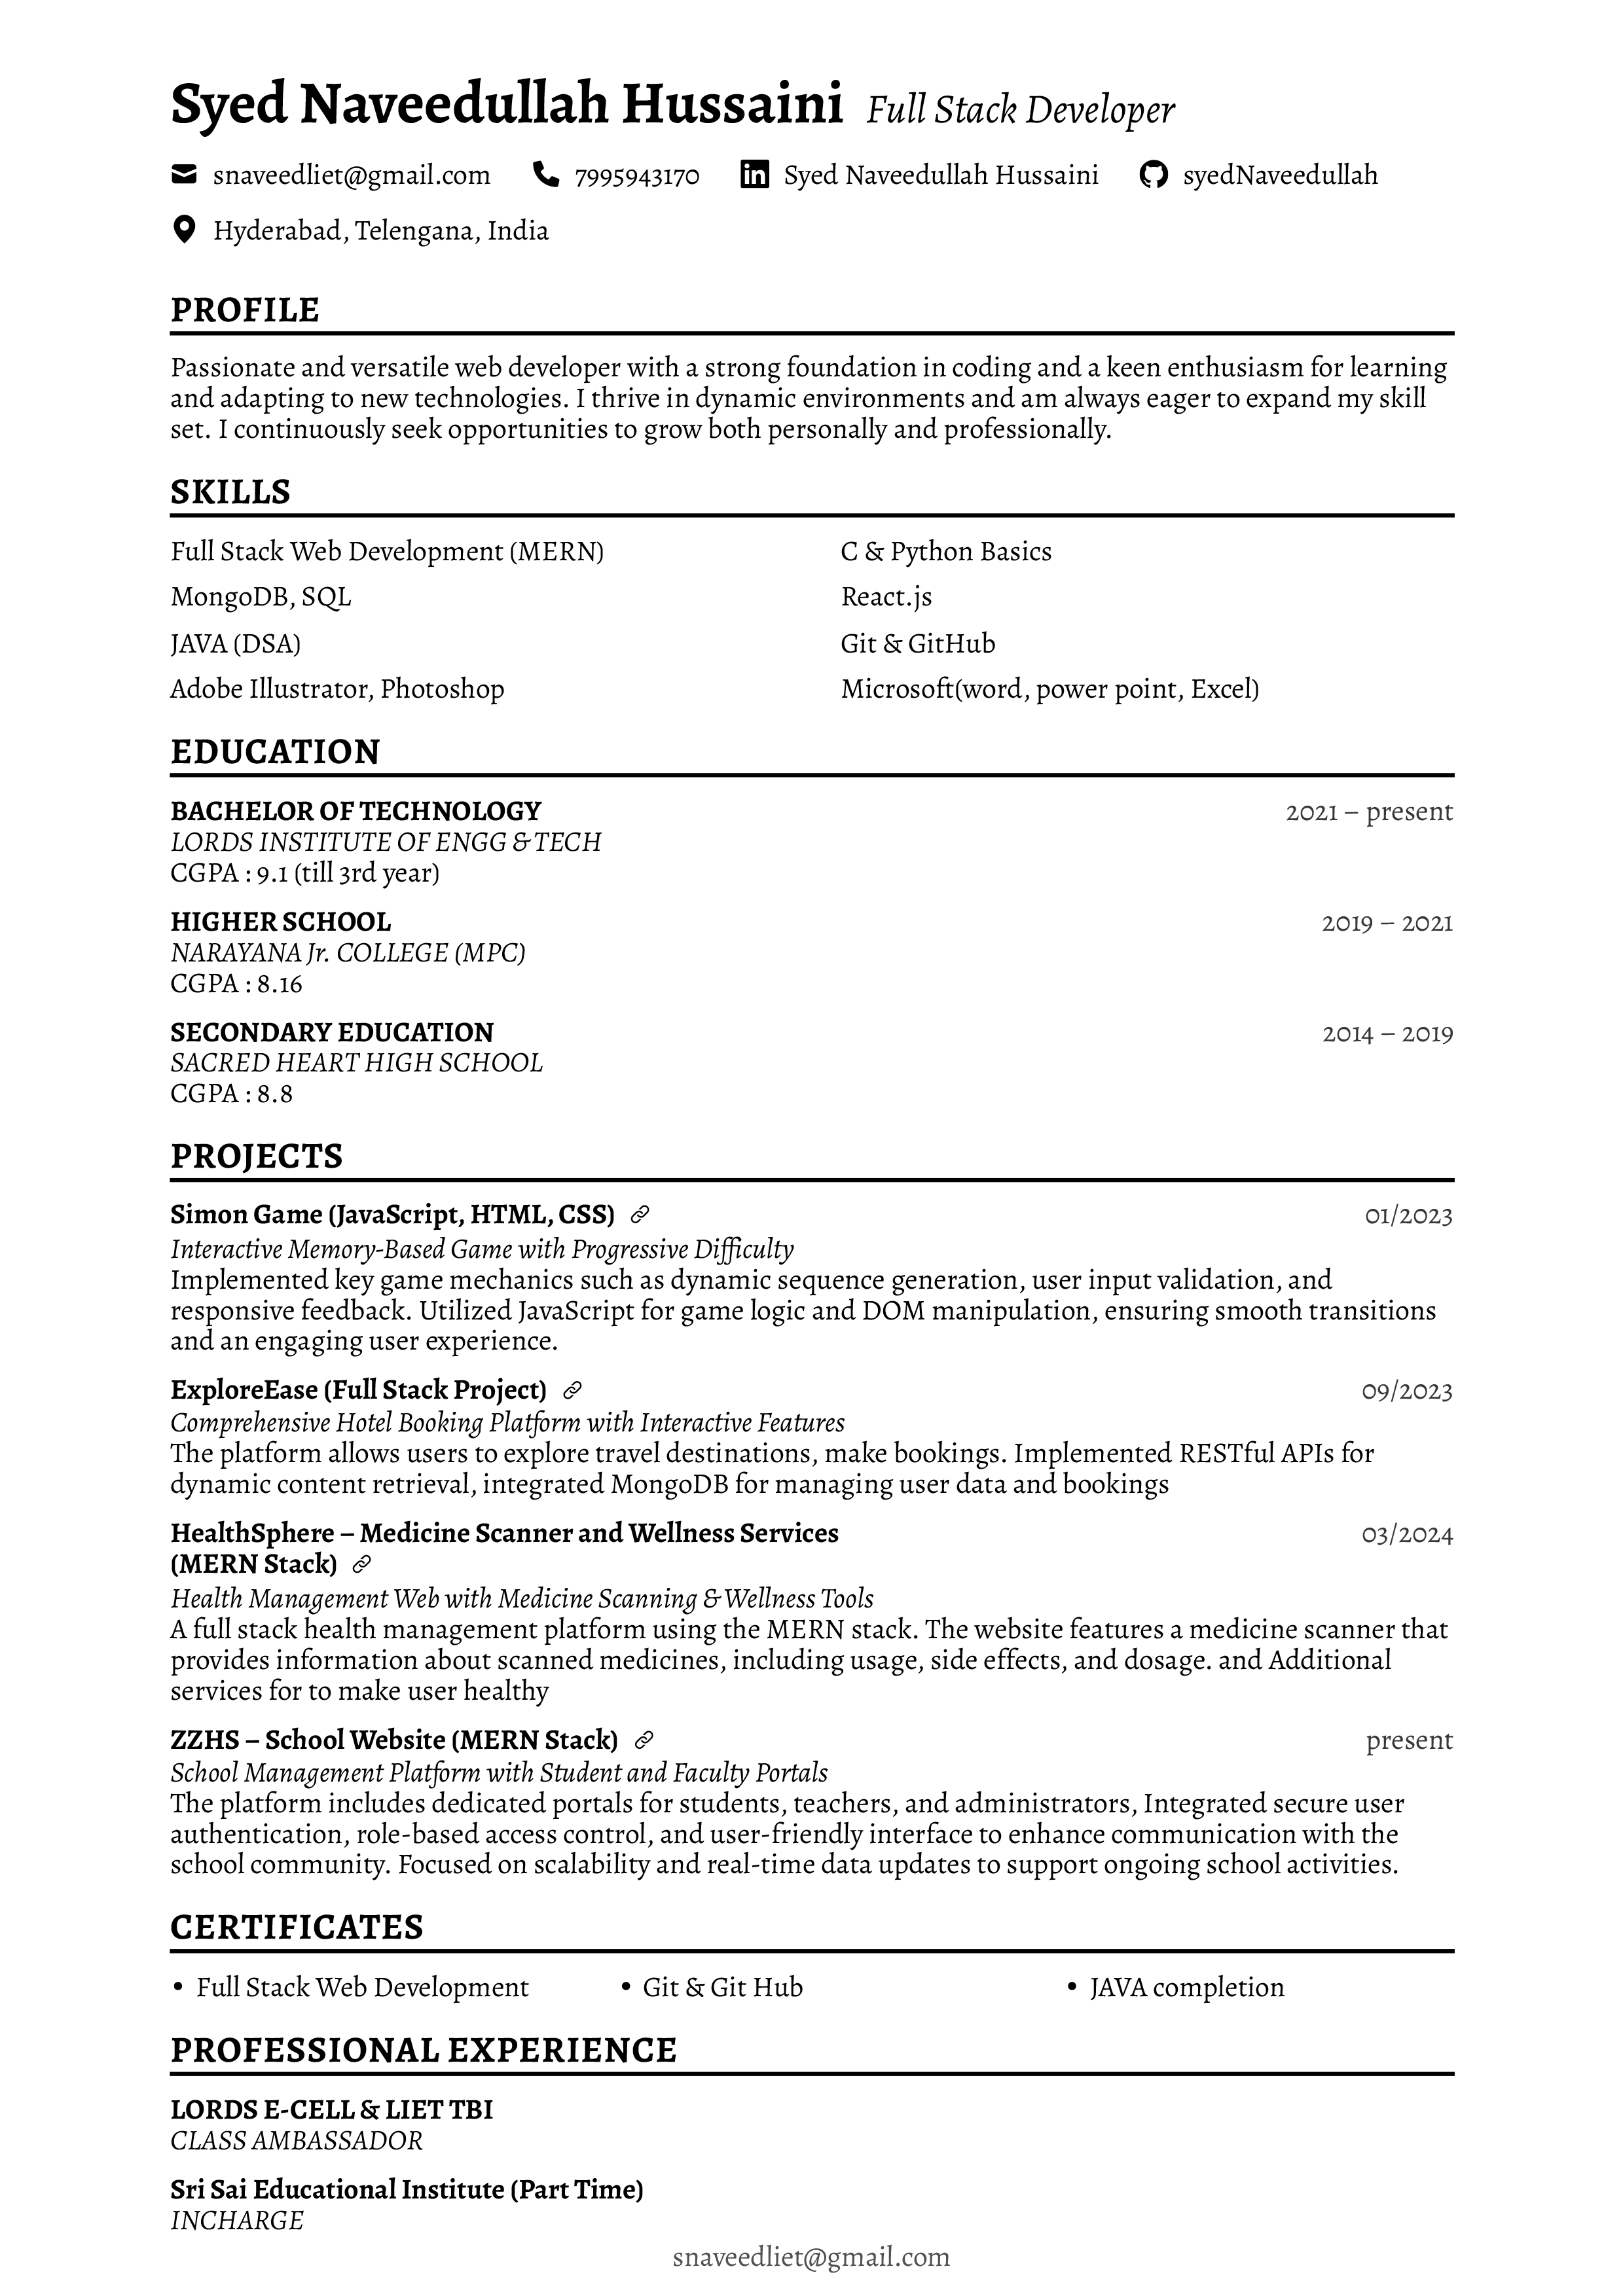 Syed Naveedullah Hussaini Full Stack Developer
snaveedliet@gmail.com 7995943170 Syed Naveedullah Hussaini syedNaveedullah
Hyderabad, Telengana, India
PROFILE
Passionate and versatile web developer with a strong foundation in coding and a keen enthusiasm for learning
and adapting to new technologies. I thrive in dynamic environments and am always eager to expand my skill
set. I continuously seek opportunities to grow both personally and professionally.
SKILLS
Full Stack Web Development (MERN) C & Python Basics
MongoDB, SQL React.js
JAVA (DSA) Git & GitHub
Adobe Illustrator, Photoshop Microsoft(word, power point, Excel)
EDUCATION
BACHELOR OF TECHNOLOGY 2021 – present
LORDS INSTITUTE OF ENGG & TECH
CGPA : 9.1 (till 3rd year)
HIGHER SCHOOL 2019 – 2021
NARAYANA Jr. COLLEGE (MPC)
CGPA : 8.16
SECONDARY EDUCATION 2014 – 2019
SACRED HEART HIGH SCHOOL
CGPA : 8.8
PROJECTS
Simon Game (JavaScript, HTML, CSS) 01/2023
Interactive Memory-Based Game with Progressive Difficulty
Implemented key game mechanics such as dynamic sequence generation, user input validation, and
responsive feedback. Utilized JavaScript for game logic and DOM manipulation, ensuring smooth transitions
and an engaging user experience.
ExploreEase (Full Stack Project) 09/2023
Comprehensive Hotel Booking Platform with Interactive Features
The platform allows users to explore travel destinations, make bookings. Implemented RESTful APIs for
dynamic content retrieval, integrated MongoDB for managing user data and bookings
HealthSphere – Medicine Scanner and Wellness Services 03/2024
(MERN Stack)
Health Management Web with Medicine Scanning & Wellness Tools
A full stack health management platform using the MERN stack. The website features a medicine scanner that
provides information about scanned medicines, including usage, side effects, and dosage. and Additional
services for to make user healthy
ZZHS – School Website (MERN Stack) present
School Management Platform with Student and Faculty Portals
The platform includes dedicated portals for students, teachers, and administrators, Integrated secure user
authentication, role-based access control, and user-friendly interface to enhance communication with the
school community. Focused on scalability and real-time data updates to support ongoing school activities.
CERTIFICATES
• Full Stack Web Development • Git & Git Hub • JAVA completion
PROFESSIONAL EXPERIENCE
LORDS E-CELL & LIET TBI
CLASS AMBASSADOR
Sri Sai Educational Institute (Part Time)
INCHARGE
snaveedliet@gmail.com